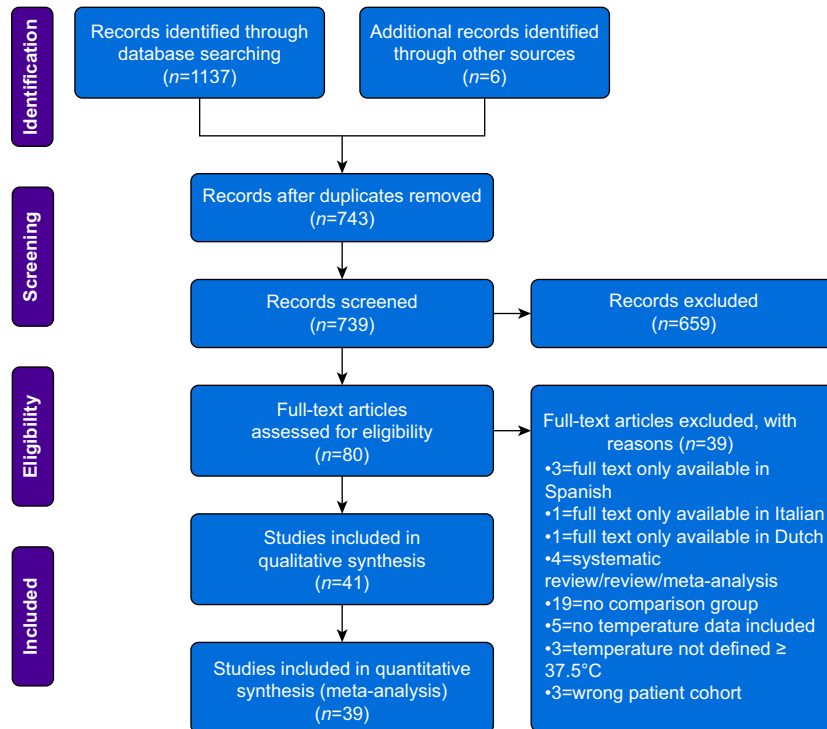 Identification
Records identified through
database searching
(n=1137)
Additional records identified
through other sources
(n=6)
Screening
Records after duplicates removed
(n=743)
Records screened
(n=739)
Records excluded
(n=659)
Eligibility
Full-text articles
assessed for eligibility
(n=80)
Full-text articles excluded, with
reasons (n=39)
•3=full text only available in
Spanish
•1=full text only available in Italian
•1=full text only available in Dutch
•4=systematic
review/review/meta-analysis
•19=no comparison group
•5=no temperature data included
•3=temperature not defined ≥
37.5°C
•3=wrong patient cohort
Included
Studies included in
qualitative synthesis
(n=41)
Studies included in quantitative
synthesis (meta-analysis)
(n=39)